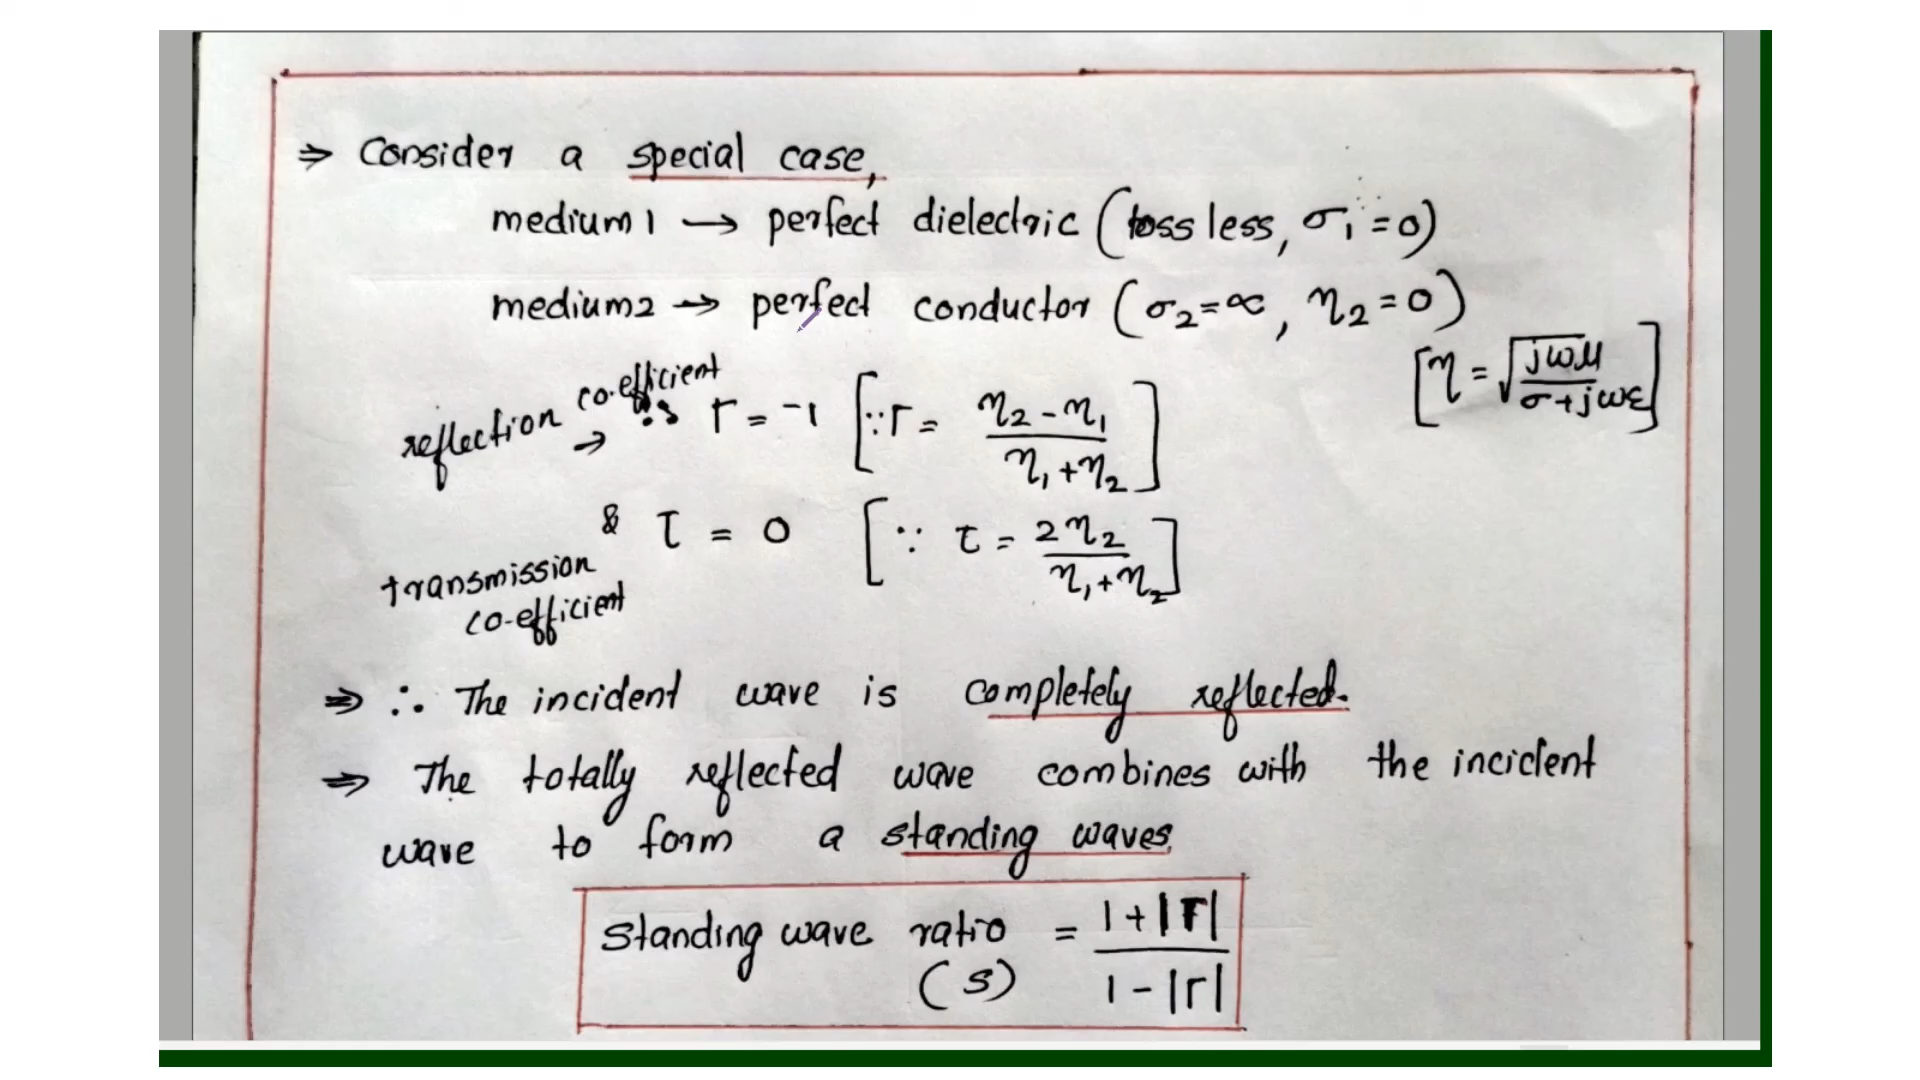 ⇒ Consider a special case,
medium 1 → perfect dielectric (loss less, σ₁ = 0)
medium 2 → perfect conductor (σ₂ = ∞, η₂ = 0)
[η = √(jωμ / σ + jωε)]
reflection co-efficient → ∴ Γ = -1 [∵ Γ = (η₂ - η₁) / (η₁ + η₂)]
& τ = 0 [∵ τ = 2η₂ / (η₁ + η₂)]
transmission
co-efficient
⇒ ∴ The incident wave is completely reflected.
⇒ The totally reflected wave combines with the incident
wave to form a standing waves.
Standing wave ratio (S) = (1 + |Γ|) / (1 - |Γ|)